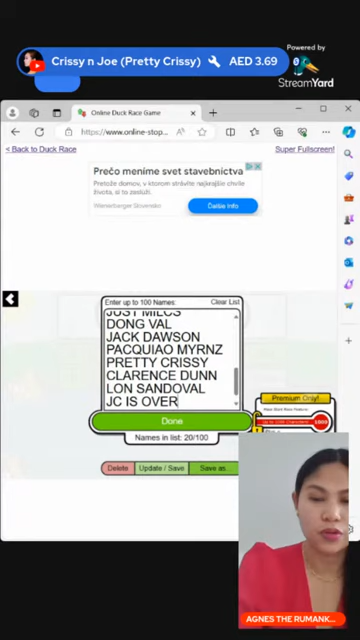 Crissy n Joe (Pretty Crissy) AED 3.69
Powered by
StreamYard
Online Duck Race Game
https://www.online-stop...
< Back to Duck Race
Super Fullscreen!
Prečo meníme svet stavebníctva
Pretože domov, v ktorom strávite najkrajšie chvíle
života, si to zaslúži.
Wienerberger Slovensko
Ďalšie info
Enter up to 100 Names:
Clear List
JUST MILCS
DONG VAL
JACK DAWSON
PACQUIAO MYRNZ
PRETTY CRISSY
CLARENCE DUNN
LON SANDOVAL
JC IS OVER
Done
Names in list: 20/100
Delete
Update / Save
Save as...
Premium Only!
1000
AGNES THE RUMANK...